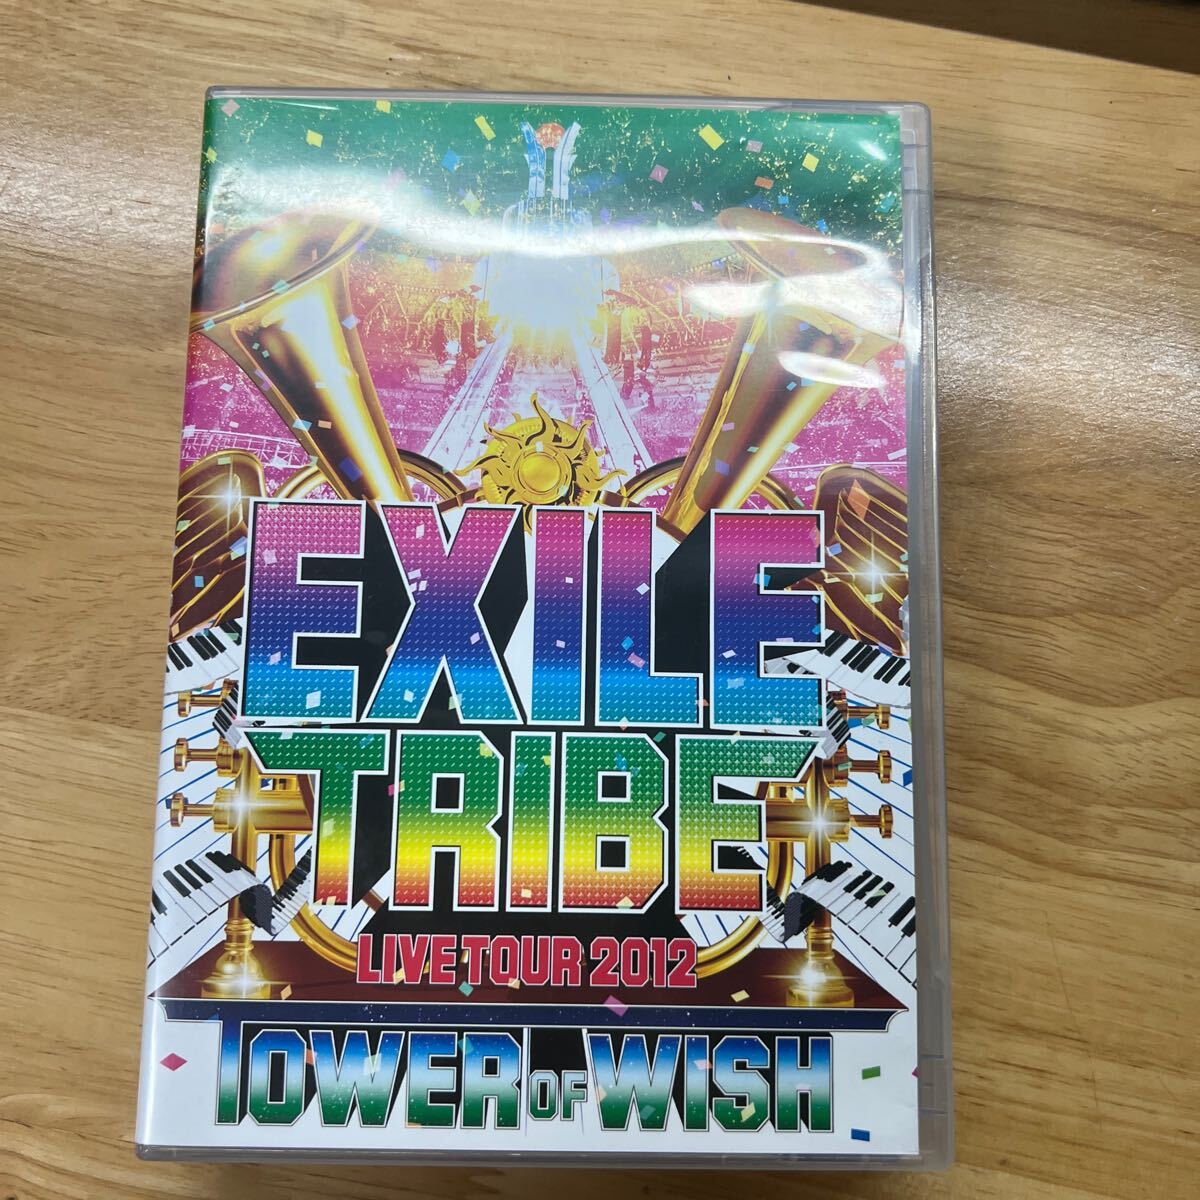 EXILE
TRIBE
LIVE TOUR 2012
TOWER OF WISH